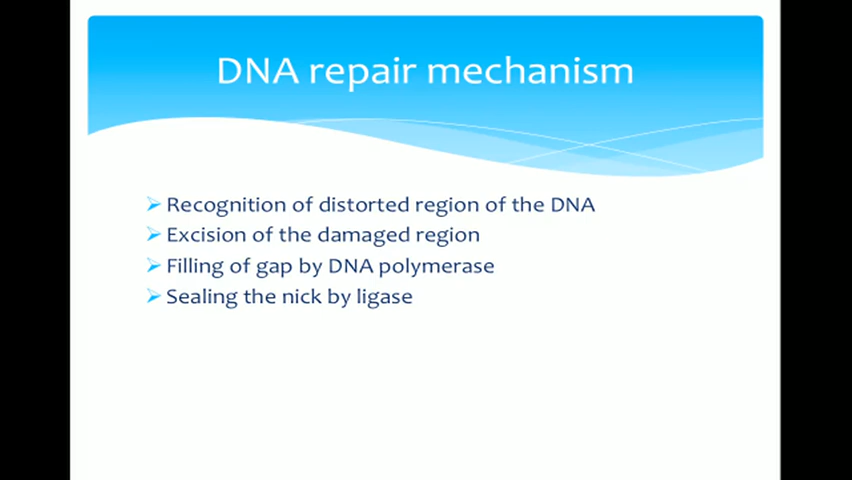 DNA repair mechanism
Recognition of distorted region of the DNA
Excision of the damaged region
Filling of gap by DNA polymerase
Sealing the nick by ligase